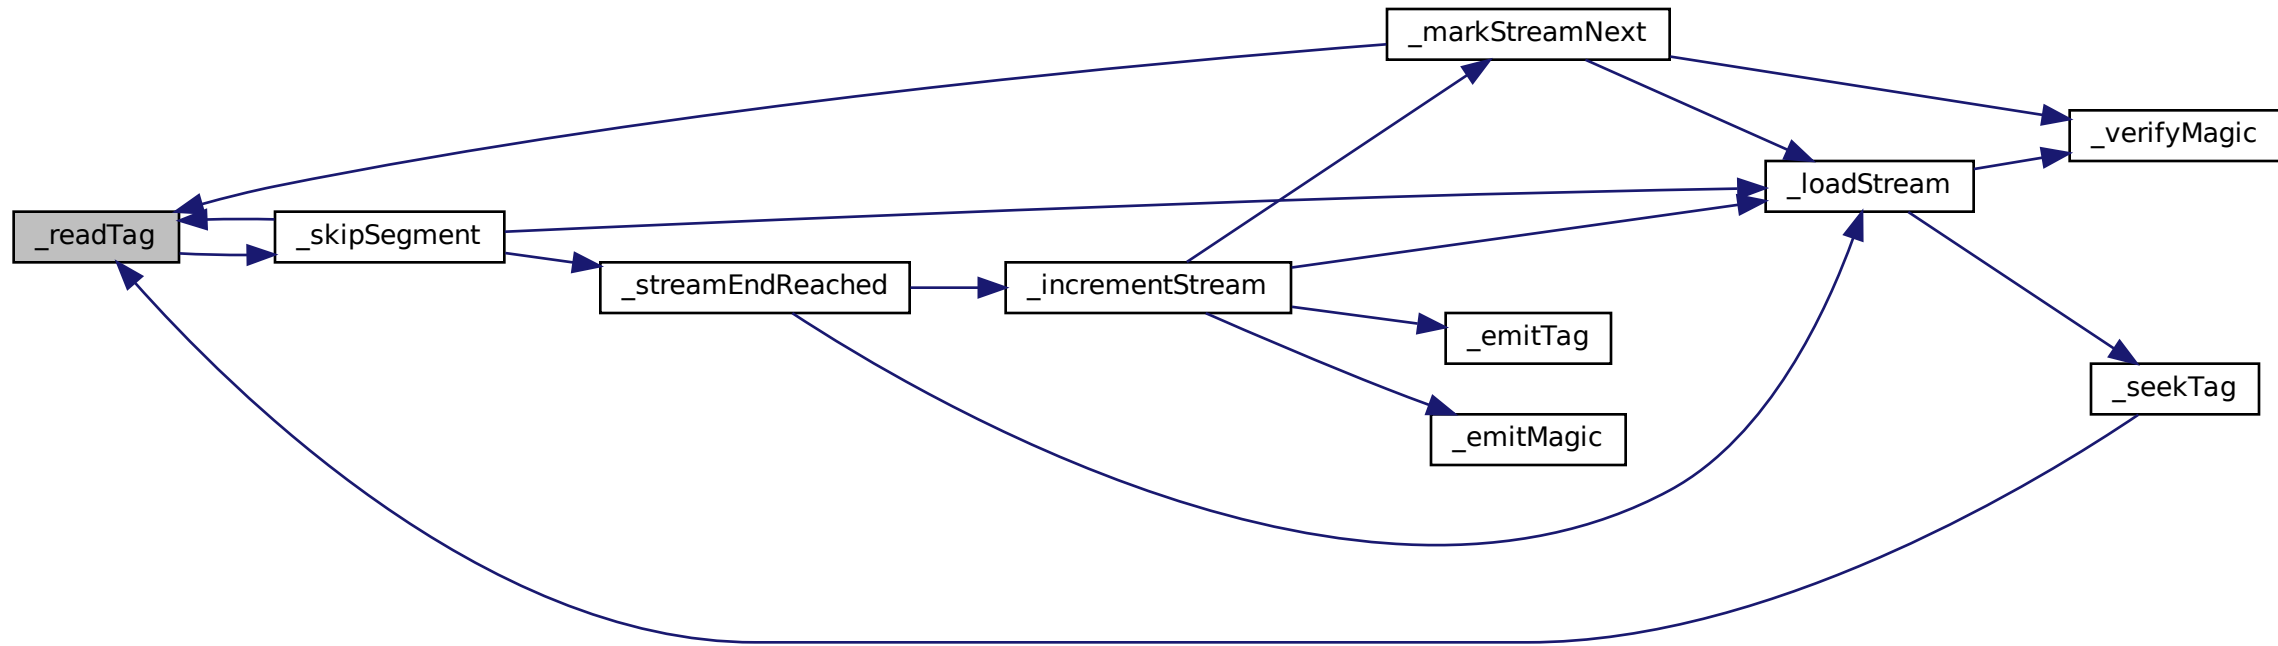 _markStreamNext
_verifyMagic
_loadStream
_readTag
_skipSegment
_streamEndReached
_incrementStream
_emitTag
_seekTag
_emitMagic